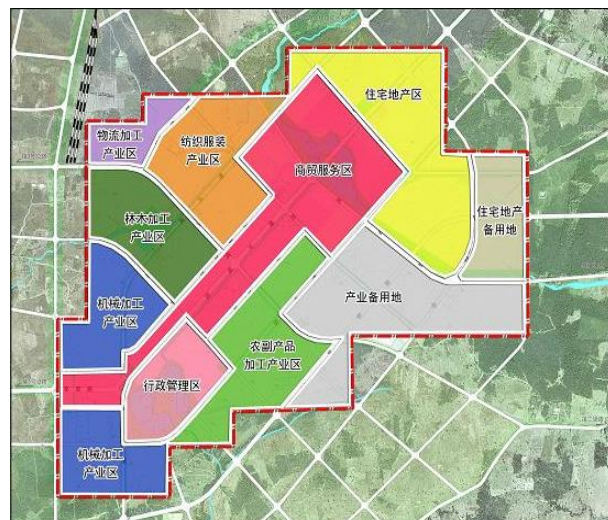 住宅地产区
物流加工
产业区
纺织服装
产业区
商贸服务区
林木加工
产业区
住宅地产
备用地
机械加工
产业区
产业备用地
农副产品
加工产业区
行政管理区
机械加工
产业区